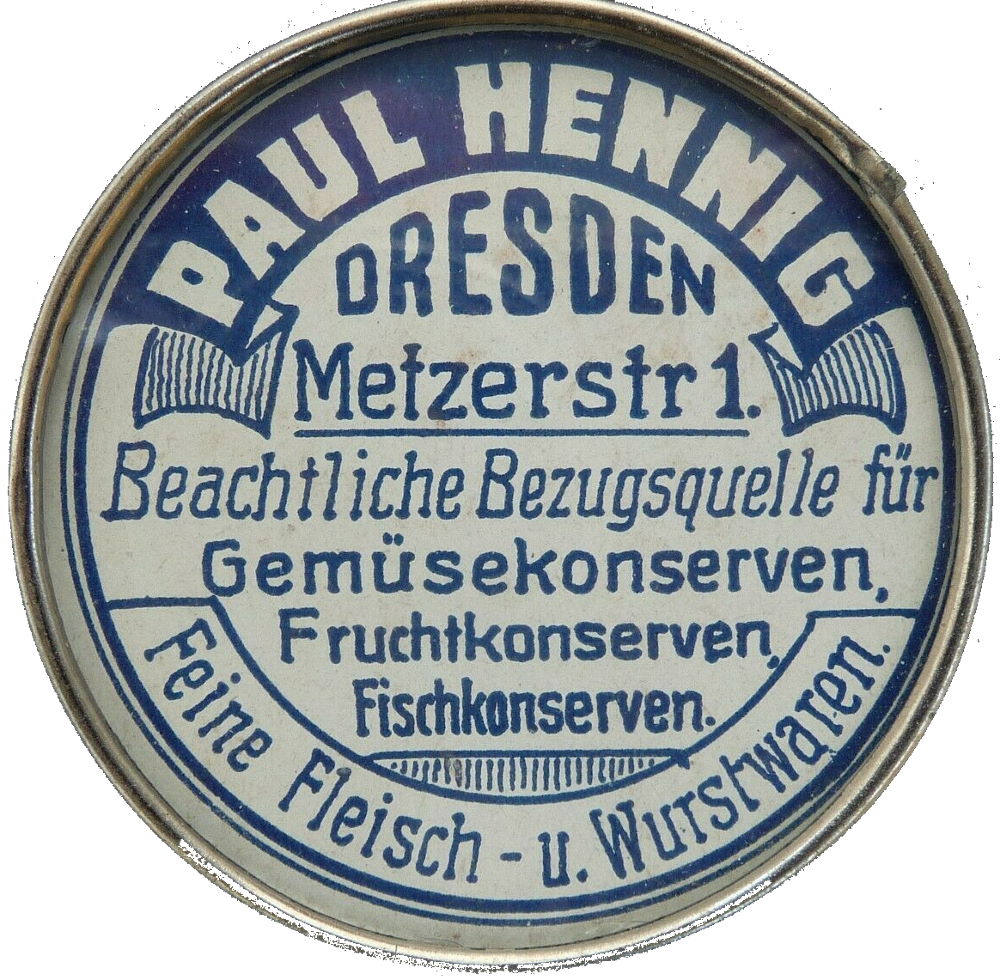 PAUL HENNIG
DRESDEN
Metzerstr 1.
Beachtliche Bezugsquelle für
Gemüsekonserven,
Fruchtkonserven,
Fischkonserven.
Feine Fleisch - u. Wurstwaren.